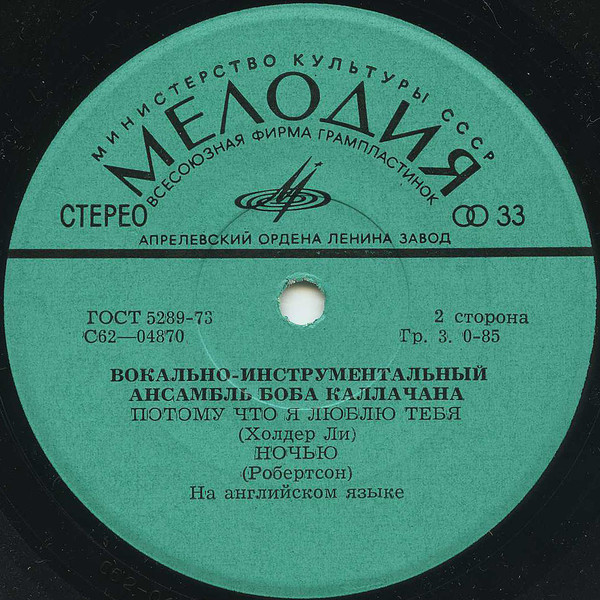 МИНИСТЕРСТВО КУЛЬТУРЫ СССР
МЕЛОДИЯ
ВСЕСОЮЗНАЯ ФИРМА ГРАМПЛАСТИНОК
СТЕРЕО
33
АПРЕЛЕВСКИЙ ОРДЕНА ЛЕНИНА ЗАВОД
ГОСТ 5289-73
2 сторона
С62—04870
Гр. 3. 0-85
ВОКАЛЬНО-ИНСТРУМЕНТАЛЬНЫЙ
АНСАМБЛЬ БОБА КАЛЛАЧАНА
ПОТОМУ ЧТО Я ЛЮБЛЮ ТЕБЯ
(Холдер Ли)
НОЧЬЮ
(Робертсон)
На английском языке